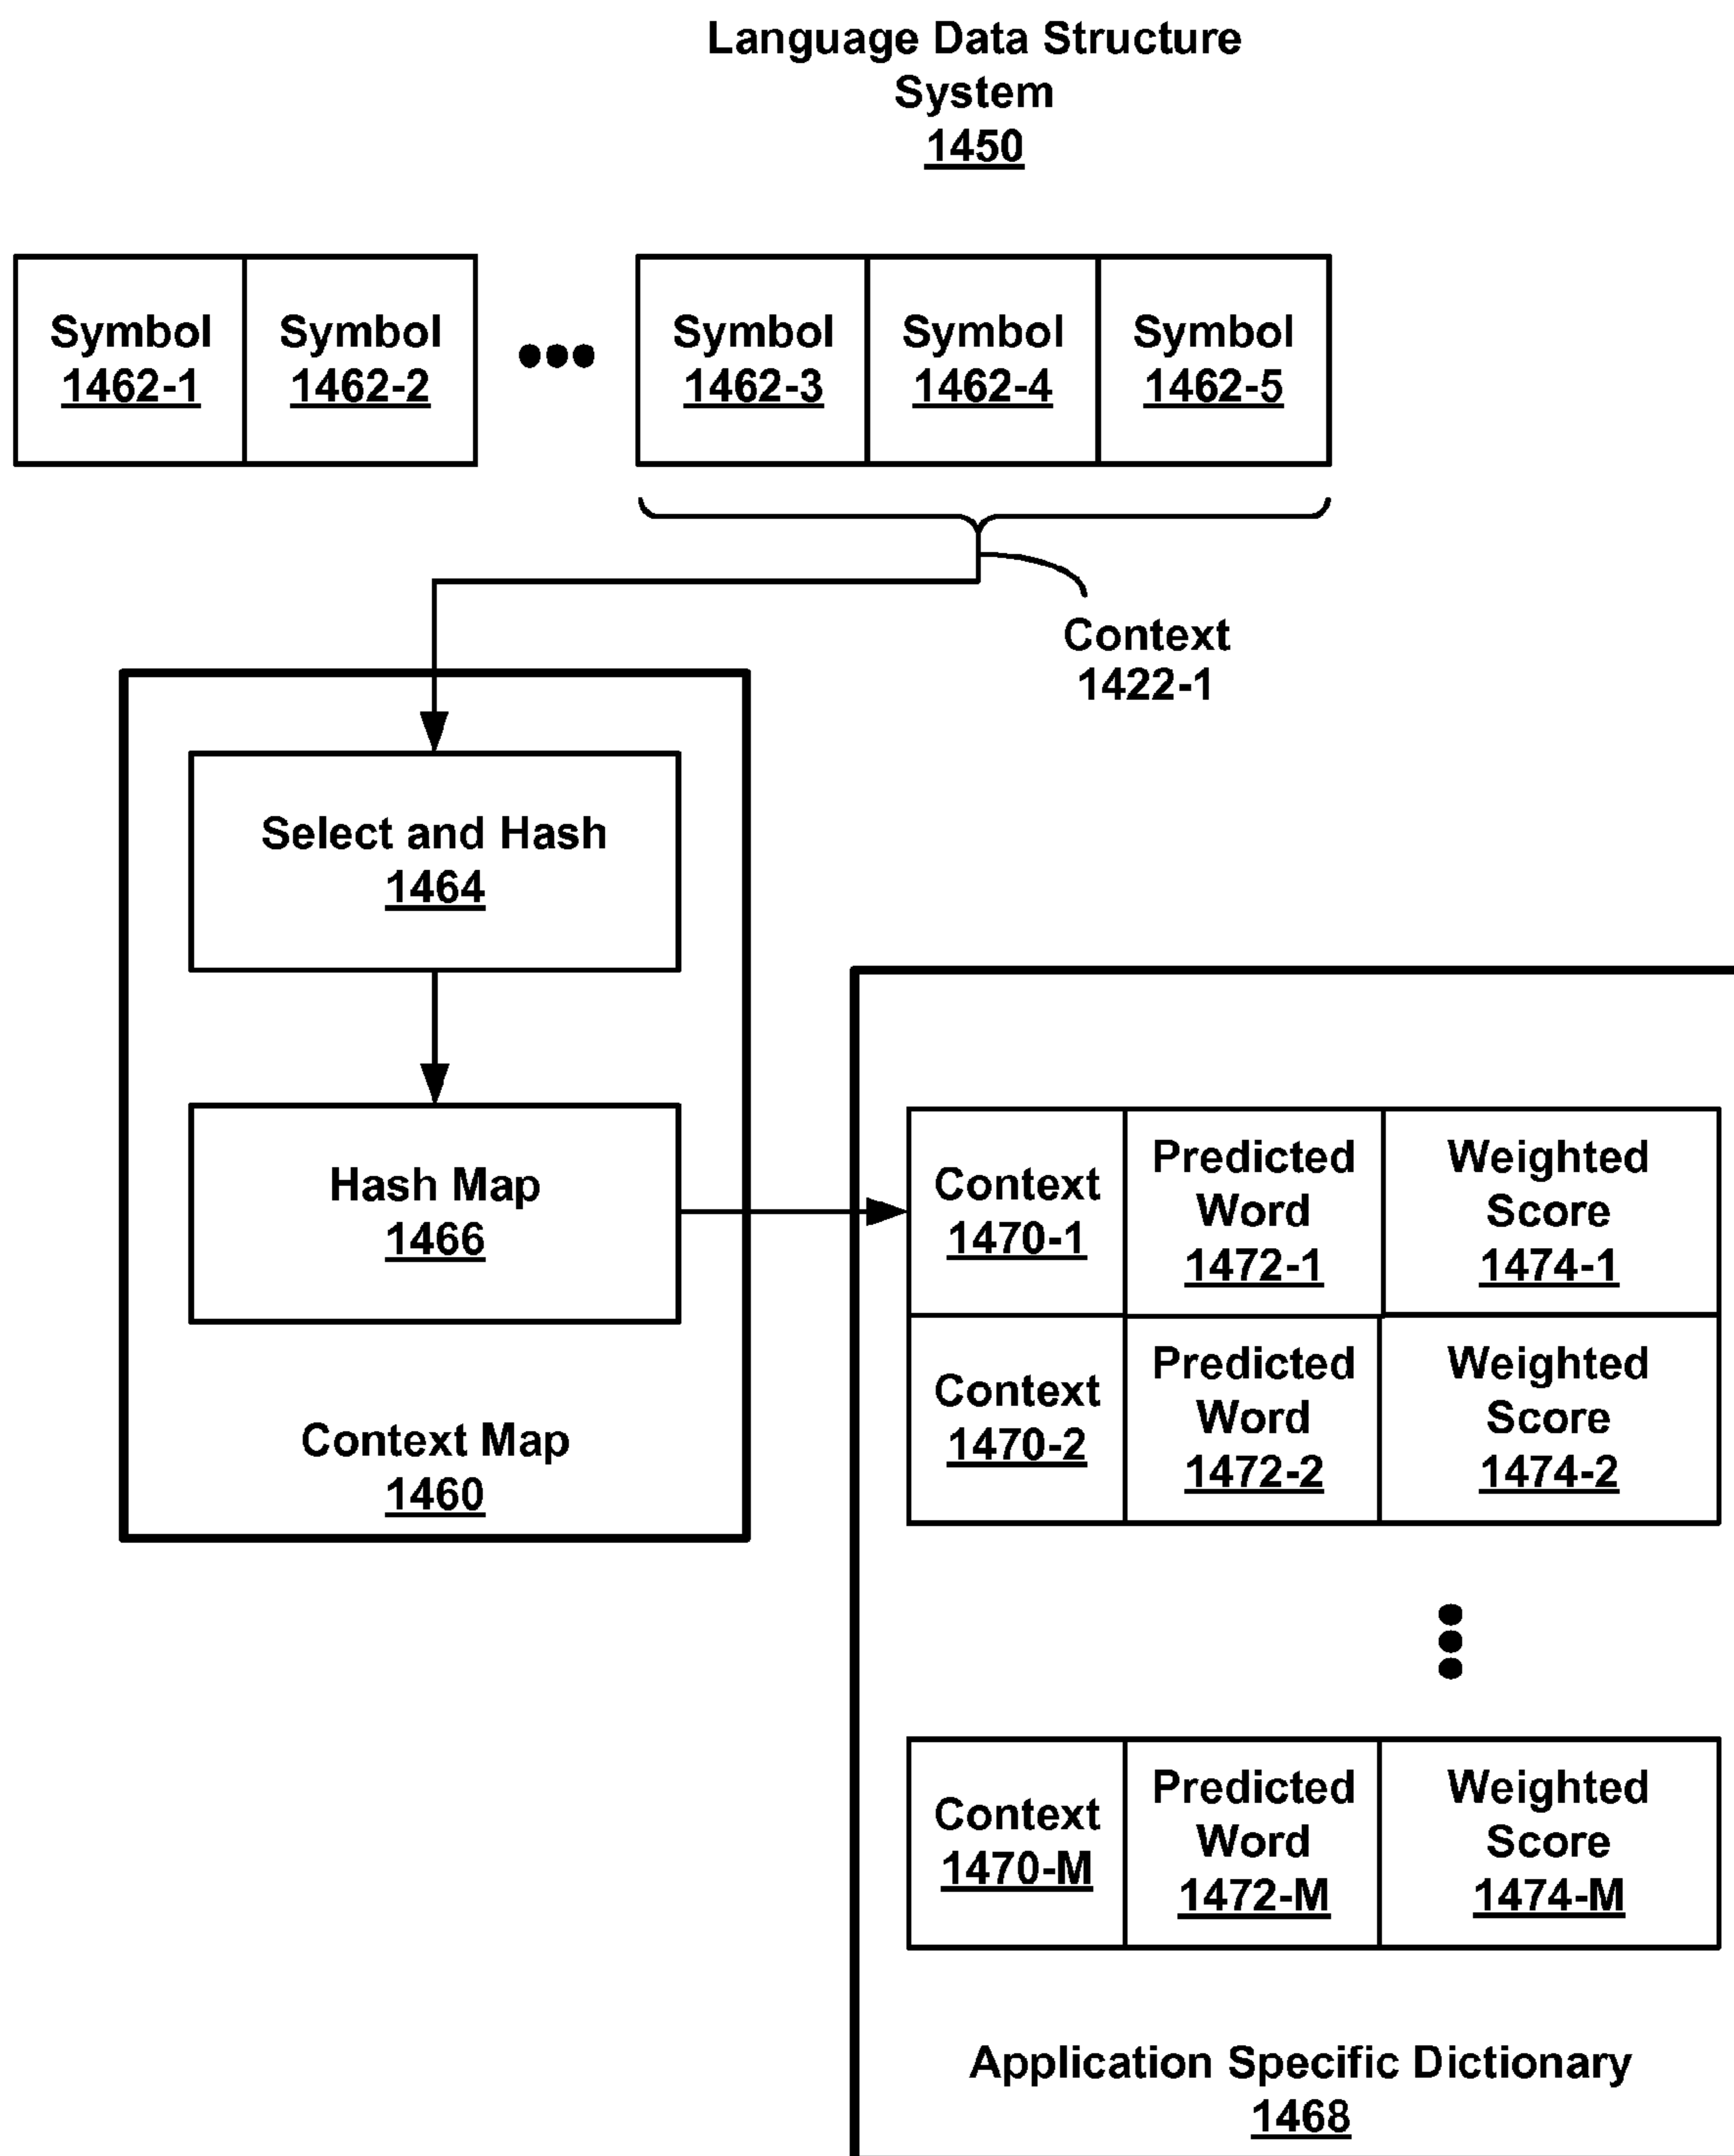 Language Data Structure
System
1450
Symbol
1462-1
Symbol
1462-2
Symbol
1462-3
Symbol
1462-4
Symbol
1462-5
Context
1422-1
Select and Hash
1464
Hash Map
1466
Context Map
1460
Context
1470-1
Predicted
Word
1472-1
Weighted
Score
1474-1
Context
1470-2
Predicted
Word
1472-2
Weighted
Score
1474-2
Context
1470-M
Predicted
Word
1472-M
Weighted
Score
1474-M
Application Specific Dictionary
1468